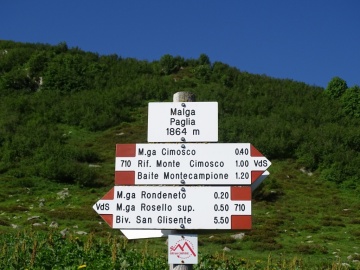 Malga
Paglia
1864 m
M.ga Cimosco 0.40
710 Rif. Monte Cimosco 1.00 VdS
Baite Montecampione 1.20
M.ga Rondeneto 0.20
VdS M.ga Rosello sup. 0.50 710
Biv. San Glisente 5.50